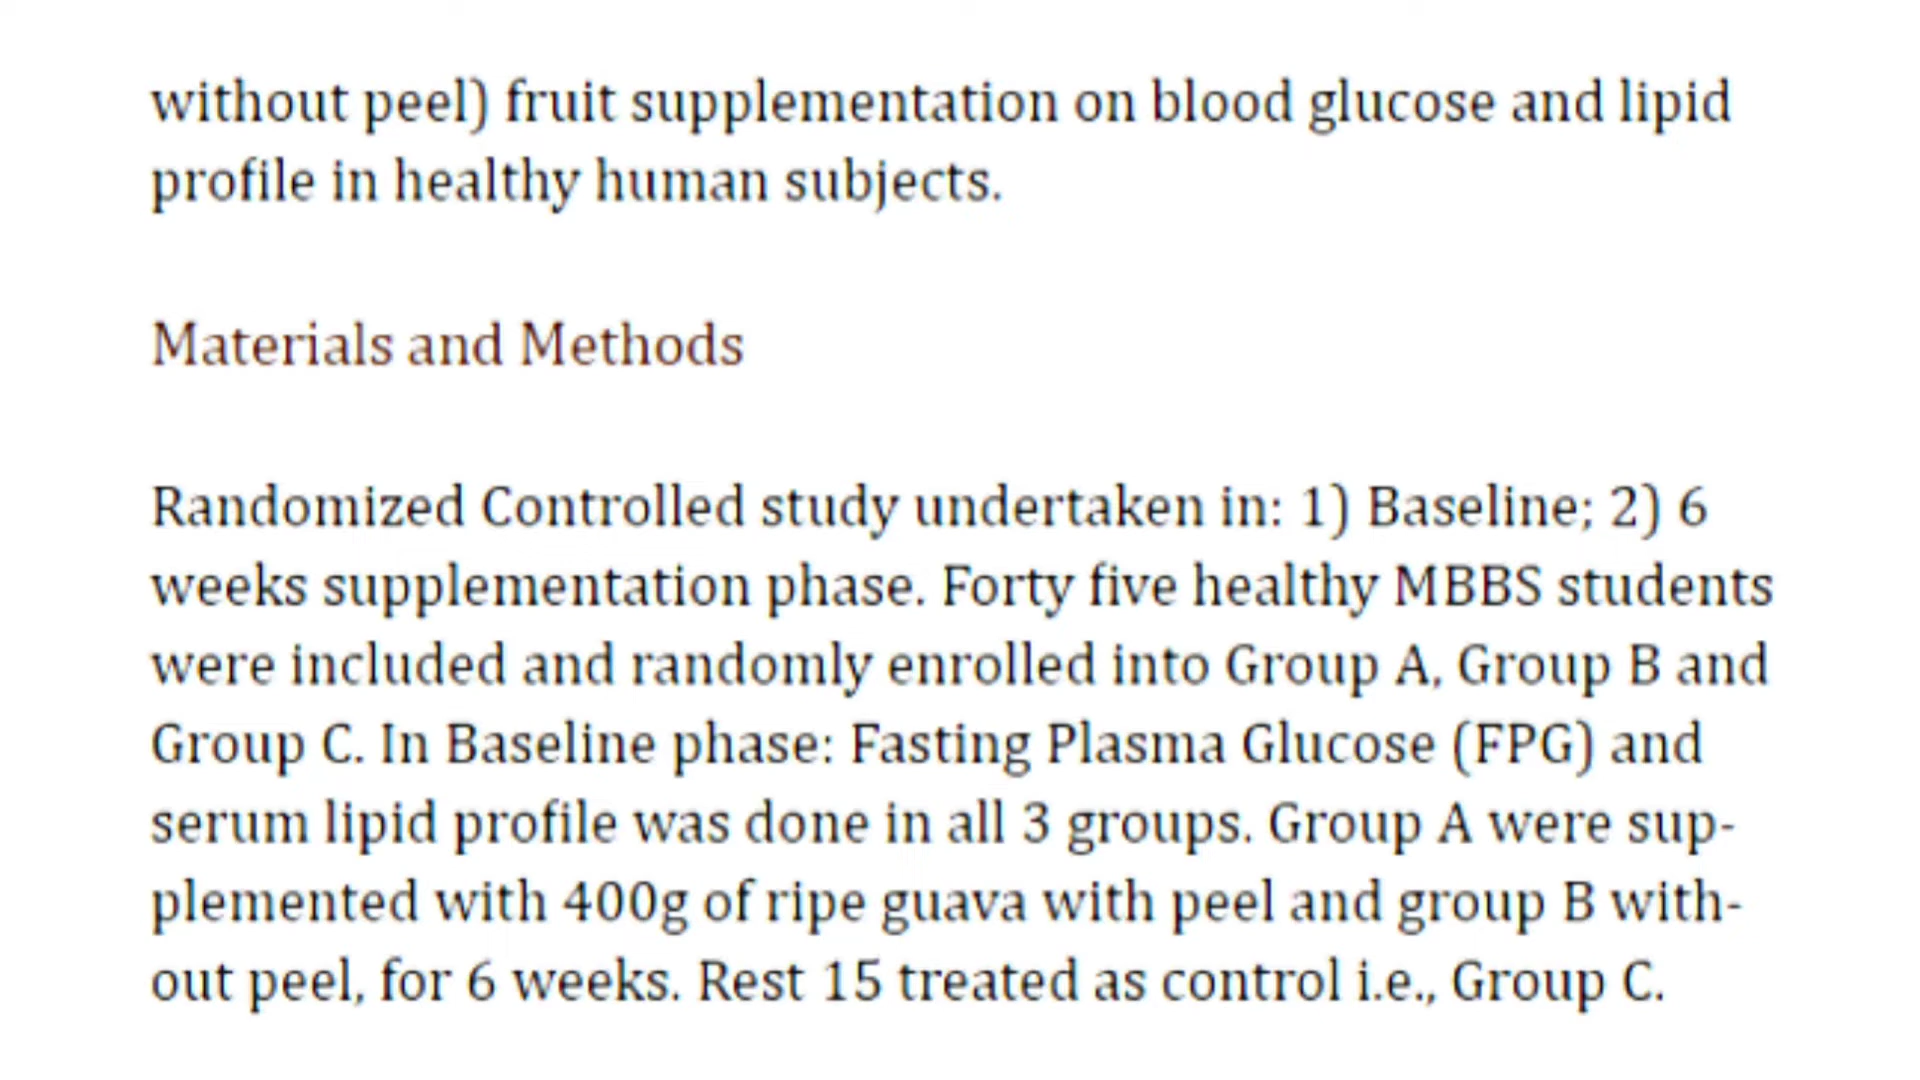 without peel) fruit supplementation on blood glucose and lipid
profile in healthy human subjects.
Materials and Methods
Randomized Controlled study undertaken in: 1) Baseline; 2) 6
weeks supplementation phase. Forty five healthy MBBS students
were included and randomly enrolled into Group A, Group B and
Group C. In Baseline phase: Fasting Plasma Glucose (FPG) and
serum lipid profile was done in all 3 groups. Group A were sup-
plemented with 400g of ripe guava with peel and group B with-
out peel, for 6 weeks. Rest 15 treated as control i.e., Group C.